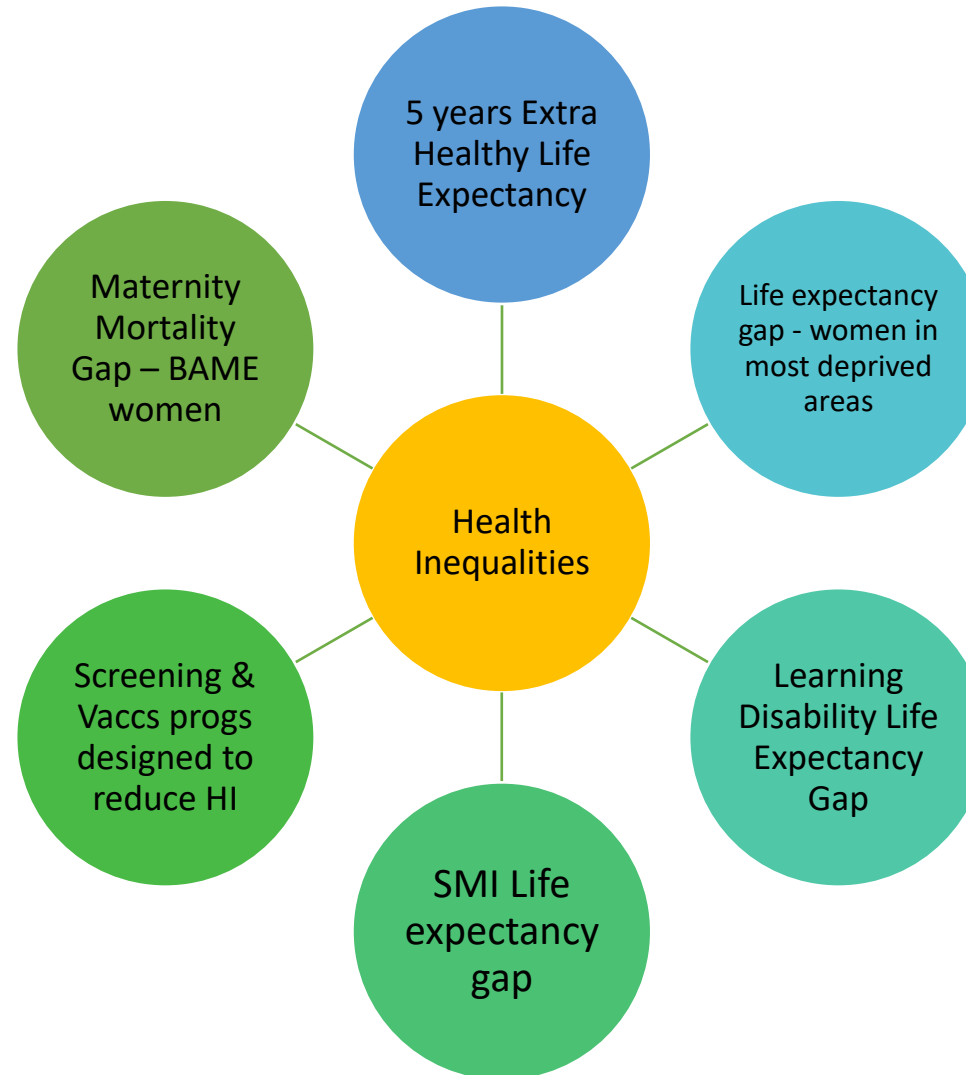 5 years Extra
Healthy Life
Expectancy
Life expectancy
gap - women in
most deprived
areas
Learning
Disability Life
Expectancy
Gap
SMI Life
expectancy
gap
Screening &
Vaccs progs
designed to
reduce HI
Maternity
Mortality
Gap – BAME
women
Health
Inequalities